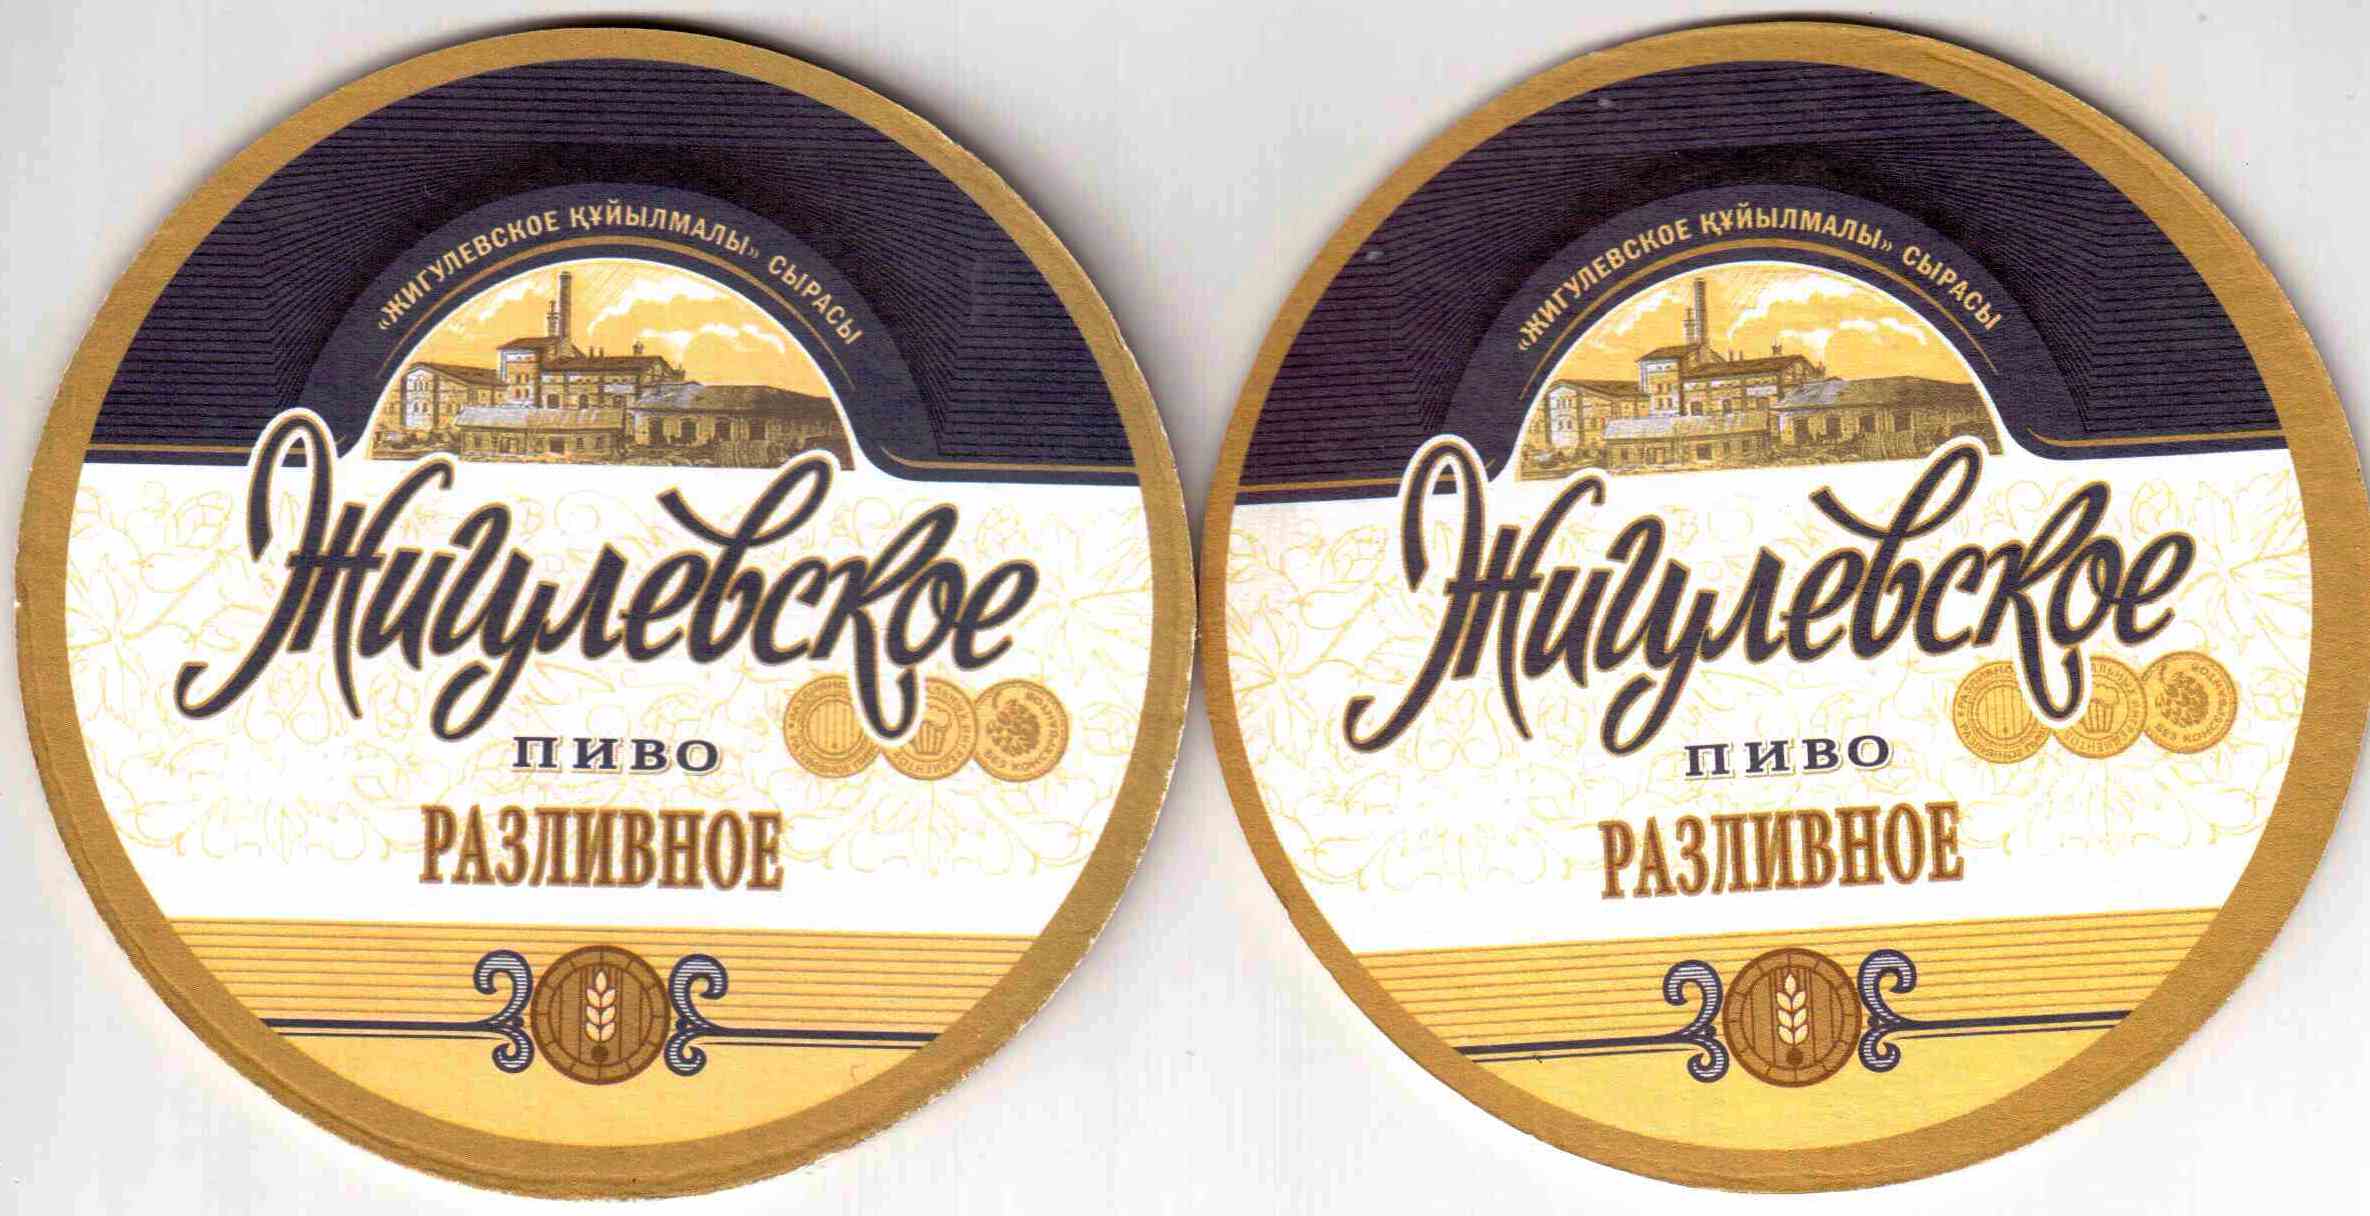 «ЖИГУЛЕВСКОЕ ҚҰЙЫЛМАЛЫ» СЫРАСЫ
Жигулевское
ПИВО
РАЗЛИВНОЕ
«ЖИГУЛЕВСКОЕ ҚҰЙЫЛМАЛЫ» СЫРАСЫ
Жигулевское
ПИВО
РАЗЛИВНОЕ